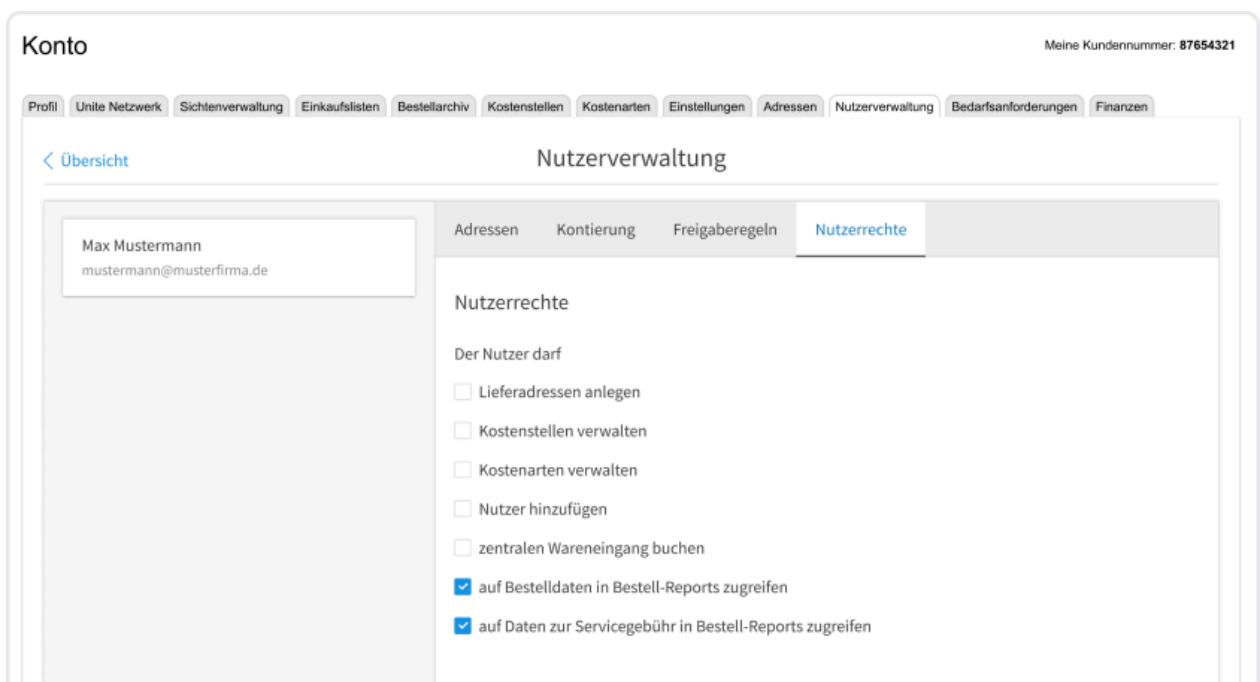 Konto
Meine Kundennummer: 87654321
Profil Unite Netzwerk Sichtenverwaltung Einkaufslisten Bestellarchiv Kostenstellen Kostenarten Einstellungen Adressen Nutzerverwaltung Bedarfsanforderungen Finanzen
Übersicht
Nutzerverwaltung
Max Mustermann
mustermann@musterfirma.de
Adressen Kontierung Freigaberegeln Nutzerrechte
Nutzerrechte
Der Nutzer darf
Lieferadressen anlegen
Kostenstellen verwalten
Kostenarten verwalten
Nutzer hinzufügen
zentralen Wareneingang buchen
auf Bestelldaten in Bestell-Reports zugreifen
auf Daten zur Servicegebühr in Bestell-Reports zugreifen